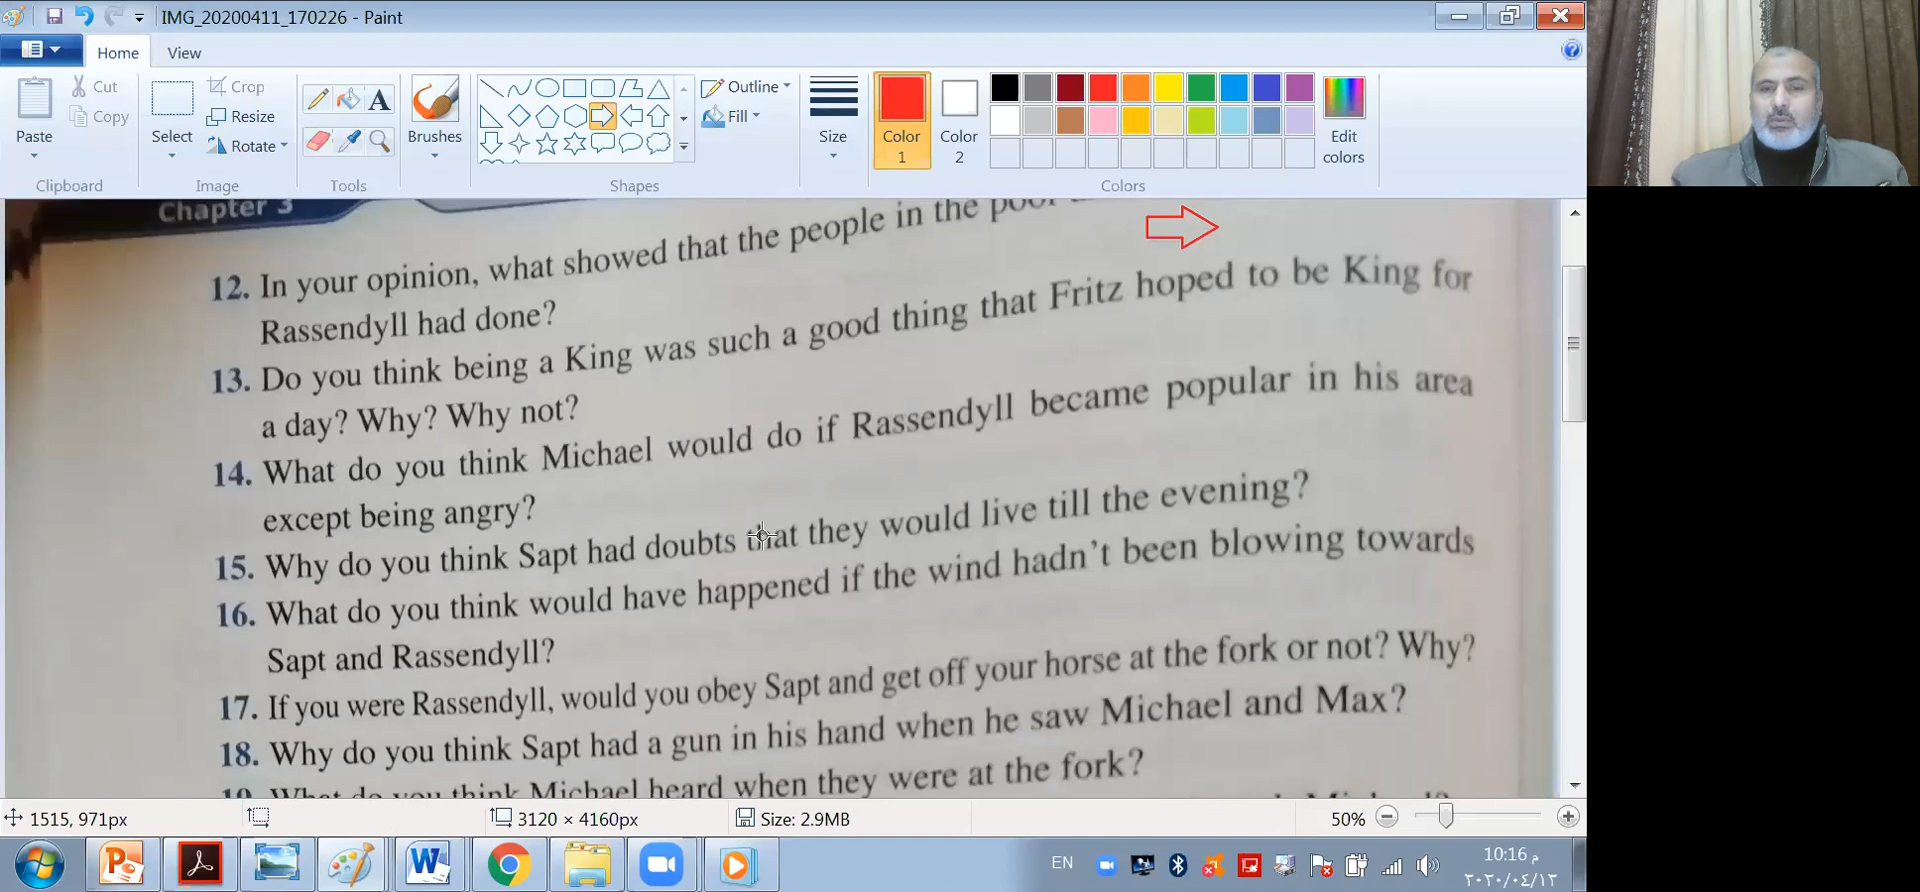 IMG_20200411_170226 - Paint
Home View
Paste
Cut
Copy
Clipboard
Select
Crop
Resize
Rotate
Image
Tools
Brushes
Shapes
Outline
Fill
Size
Color 1
Color 2
Edit colors
Colors
Chapter 3
12. In your opinion, what showed that the people in the poor
Rassendyll had done?
13. Do you think being a King was such a good thing that Fritz hoped to be King for
a day? Why? Why not?
14. What do you think Michael would do if Rassendyll became popular in his area
except being angry?
15. Why do you think Sapt had doubts that they would live till the evening?
16. What do you think would have happened if the wind hadn't been blowing towards
Sapt and Rassendyll?
17. If you were Rassendyll, would you obey Sapt and get off your horse at the fork or not? Why?
18. Why do you think Sapt had a gun in his hand when he saw Michael and Max?
19. What do you think Michael heard when they were at the fork?
1515, 971px
3120 × 4160px
Size: 2.9MB
50%
EN
10:16 م
٢٠٢٠/٠٤/١٢